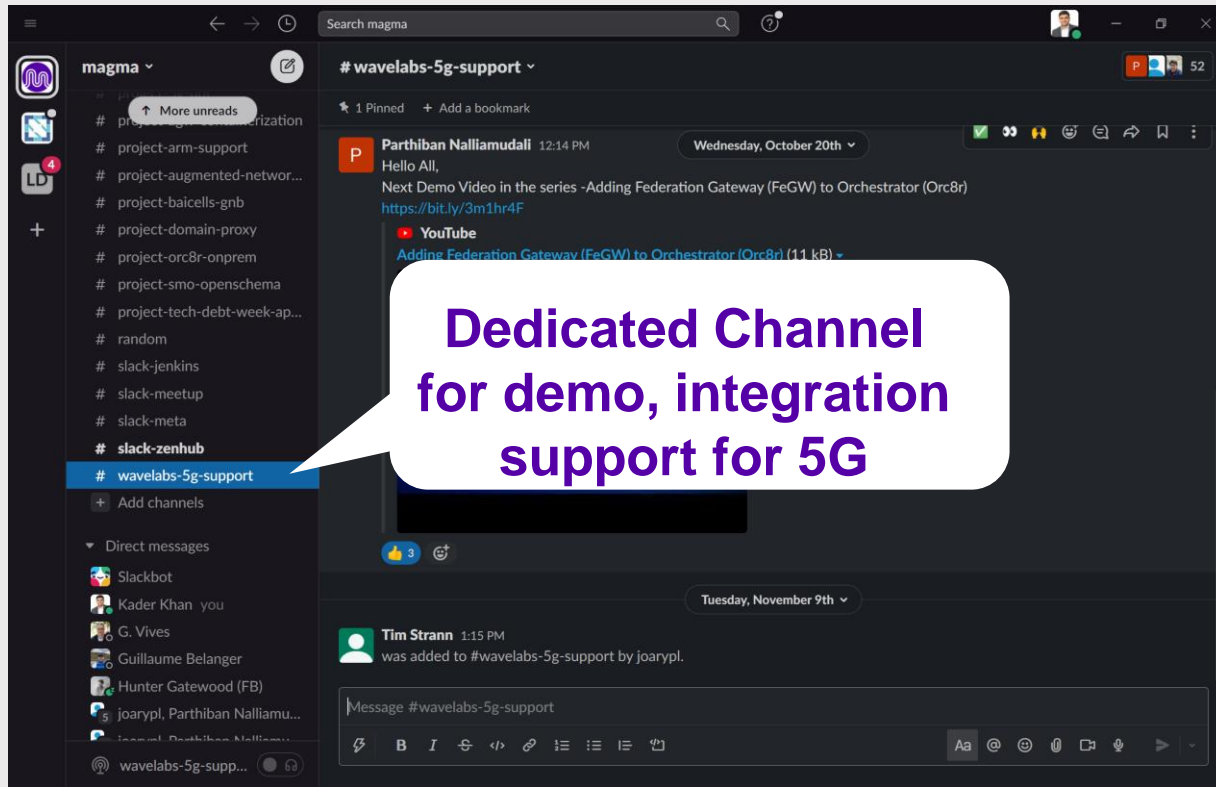 Search magma
magma
More unreads
# project-arm-support
# project-augmented-networ...
# project-baicells-gnb
# project-domain-proxy
# project-orc8r-onprem
# project-smo-openschema
# project-tech-debt-week-ap...
# random
# slack-jenkins
# slack-meetup
# slack-meta
# slack-zenhub
# wavelabs-5g-support
+ Add channels
Direct messages
Slackbot
Kader Khan you
G. Vives
Guillaume Belanger
Hunter Gatewood (FB)
5 joarypl, Parthiban Nalliamu...
wavelabs-5g-supp...
LD 4
# wavelabs-5g-support
P 52
1 Pinned + Add a bookmark
Wednesday, October 20th
P
Parthiban Nalliamudali 12:14 PM
Hello All,
Next Demo Video in the series -Adding Federation Gateway (FeGW) to Orchestrator (Orc8r)
https://bit.ly/3m1hr4F
YouTube
Adding Federation Gateway (FeGW) to Orchestrator (Orc8r) (11 kB)
Dedicated Channel
for demo, integration
support for 5G
3
Tuesday, November 9th
Tim Strann 1:15 PM
was added to #wavelabs-5g-support by joarypl.
Message #wavelabs-5g-support
B I S Aa @